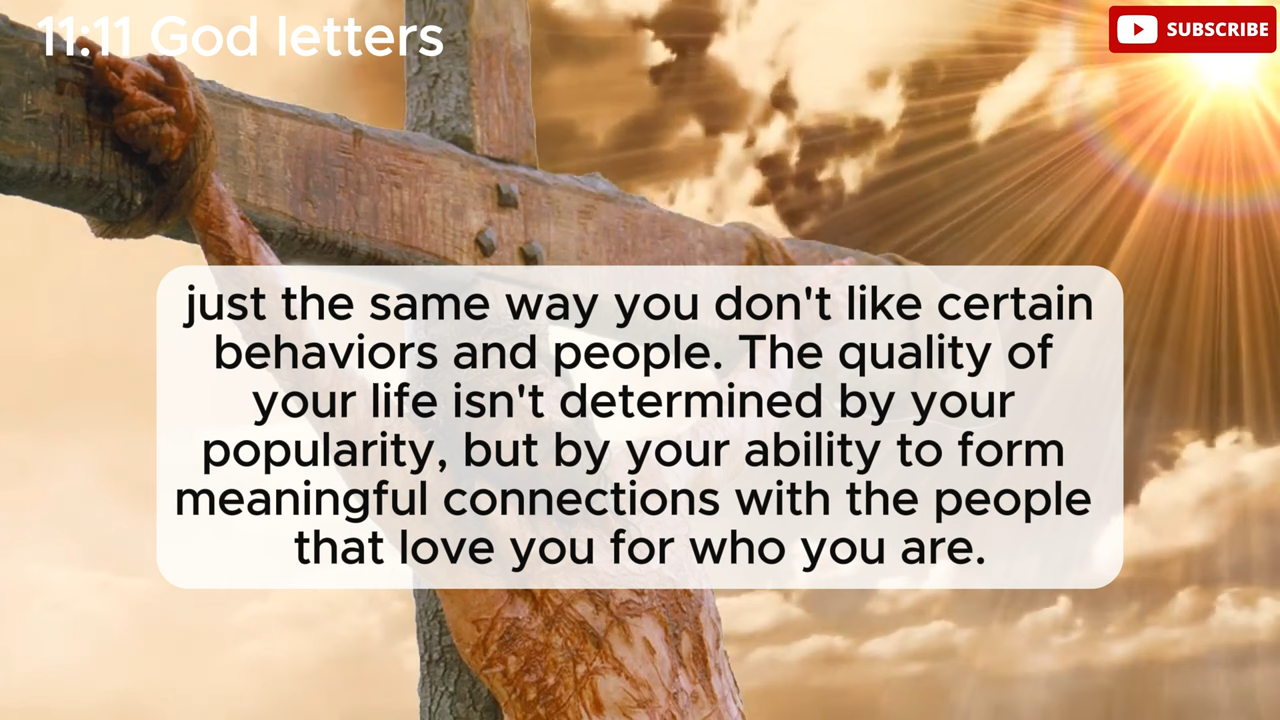 11:11 God letters
SUBSCRIBE
just the same way you don't like certain
behaviors and people. The quality of
your life isn't determined by your
popularity, but by your ability to form
meaningful connections with the people
that love you for who you are.